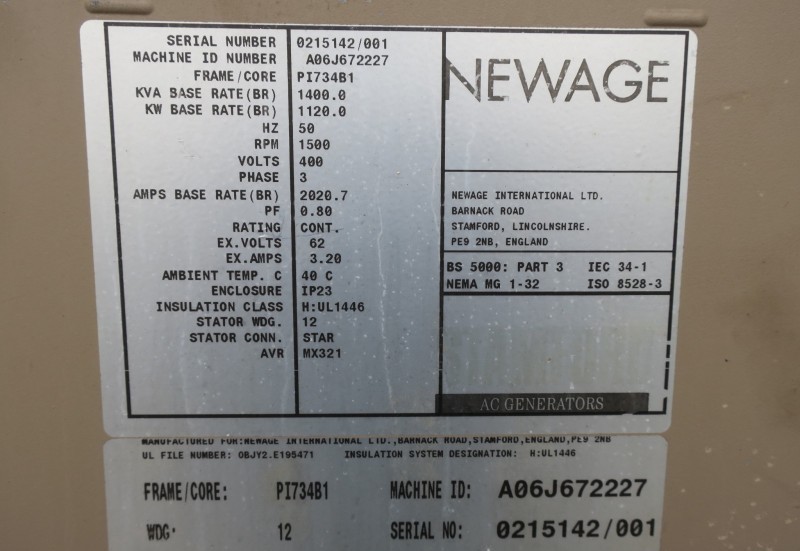 SERIAL NUMBER 0215142/001
MACHINE ID NUMBER A06J672227
FRAME/CORE PI734B1
KVA BASE RATE(BR) 1400.0
KW BASE RATE(BR) 1120.0
HZ 50
RPM 1500
VOLTS 400
PHASE 3
AMPS BASE RATE(BR) 2020.7
PF 0.80
RATING CONT.
EX.VOLTS 62
EX.AMPS 3.20
AMBIENT TEMP. C 40 C
ENCLOSURE IP23
INSULATION CLASS H:UL1446
STATOR WDG. 12
STATOR CONN. STAR
AVR MX321
NEWAGE
NEWAGE INTERNATIONAL LTD.
BARNACK ROAD
STAMFORD, LINCOLNSHIRE.
PE9 2NB, ENGLAND
BS 5000: PART 3 IEC 34-1
NEMA MG 1-32 ISO 8528-3
AC GENERATORS
MANUFACTURED FOR:NEWAGE INTERNATIONAL LTD.,BARNACK ROAD,STAMFORD,ENGLAND,PE9 2NB
UL FILE NUMBER: OBJY2.E195471 INSULATION SYSTEM DESIGNATION: H:UL1446
FRAME/CORE: PI734B1 MACHINE ID: A06J672227
WDG. 12 SERIAL NO: 0215142/001